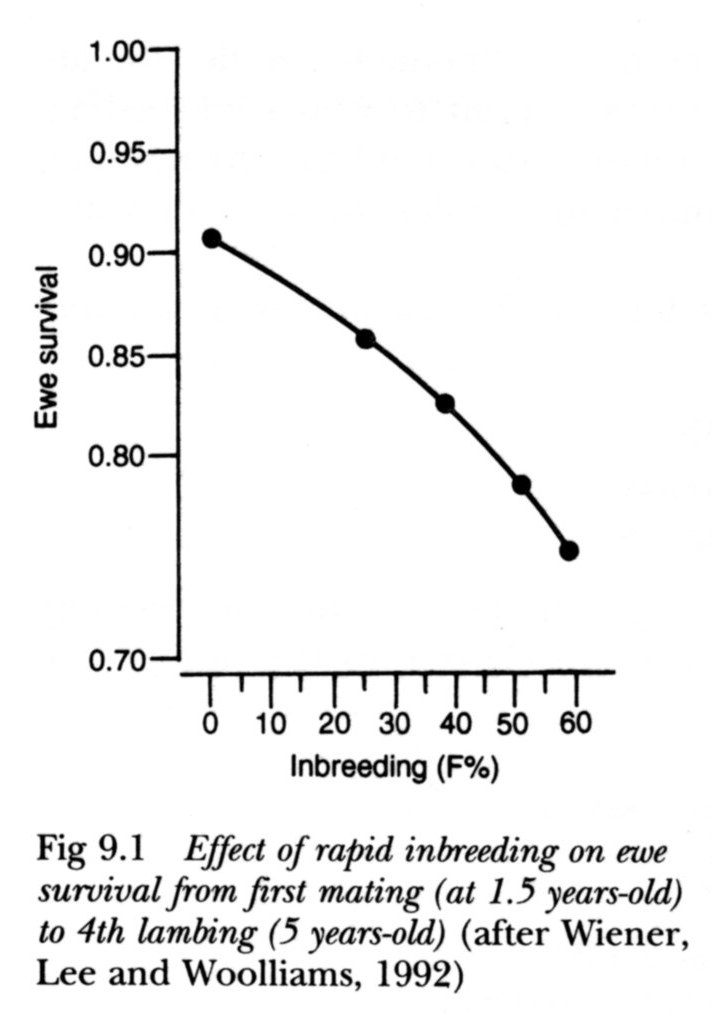 1.00
0.95
0.90
0.85
0.80
0.70
Ewe survival
0 10 20 30 40 50 60
Inbreeding (F%)
Fig 9.1 Effect of rapid inbreeding on ewe
survival from first mating (at 1.5 years-old)
to 4th lambing (5 years-old) (after Wiener,
Lee and Woolliams, 1992)